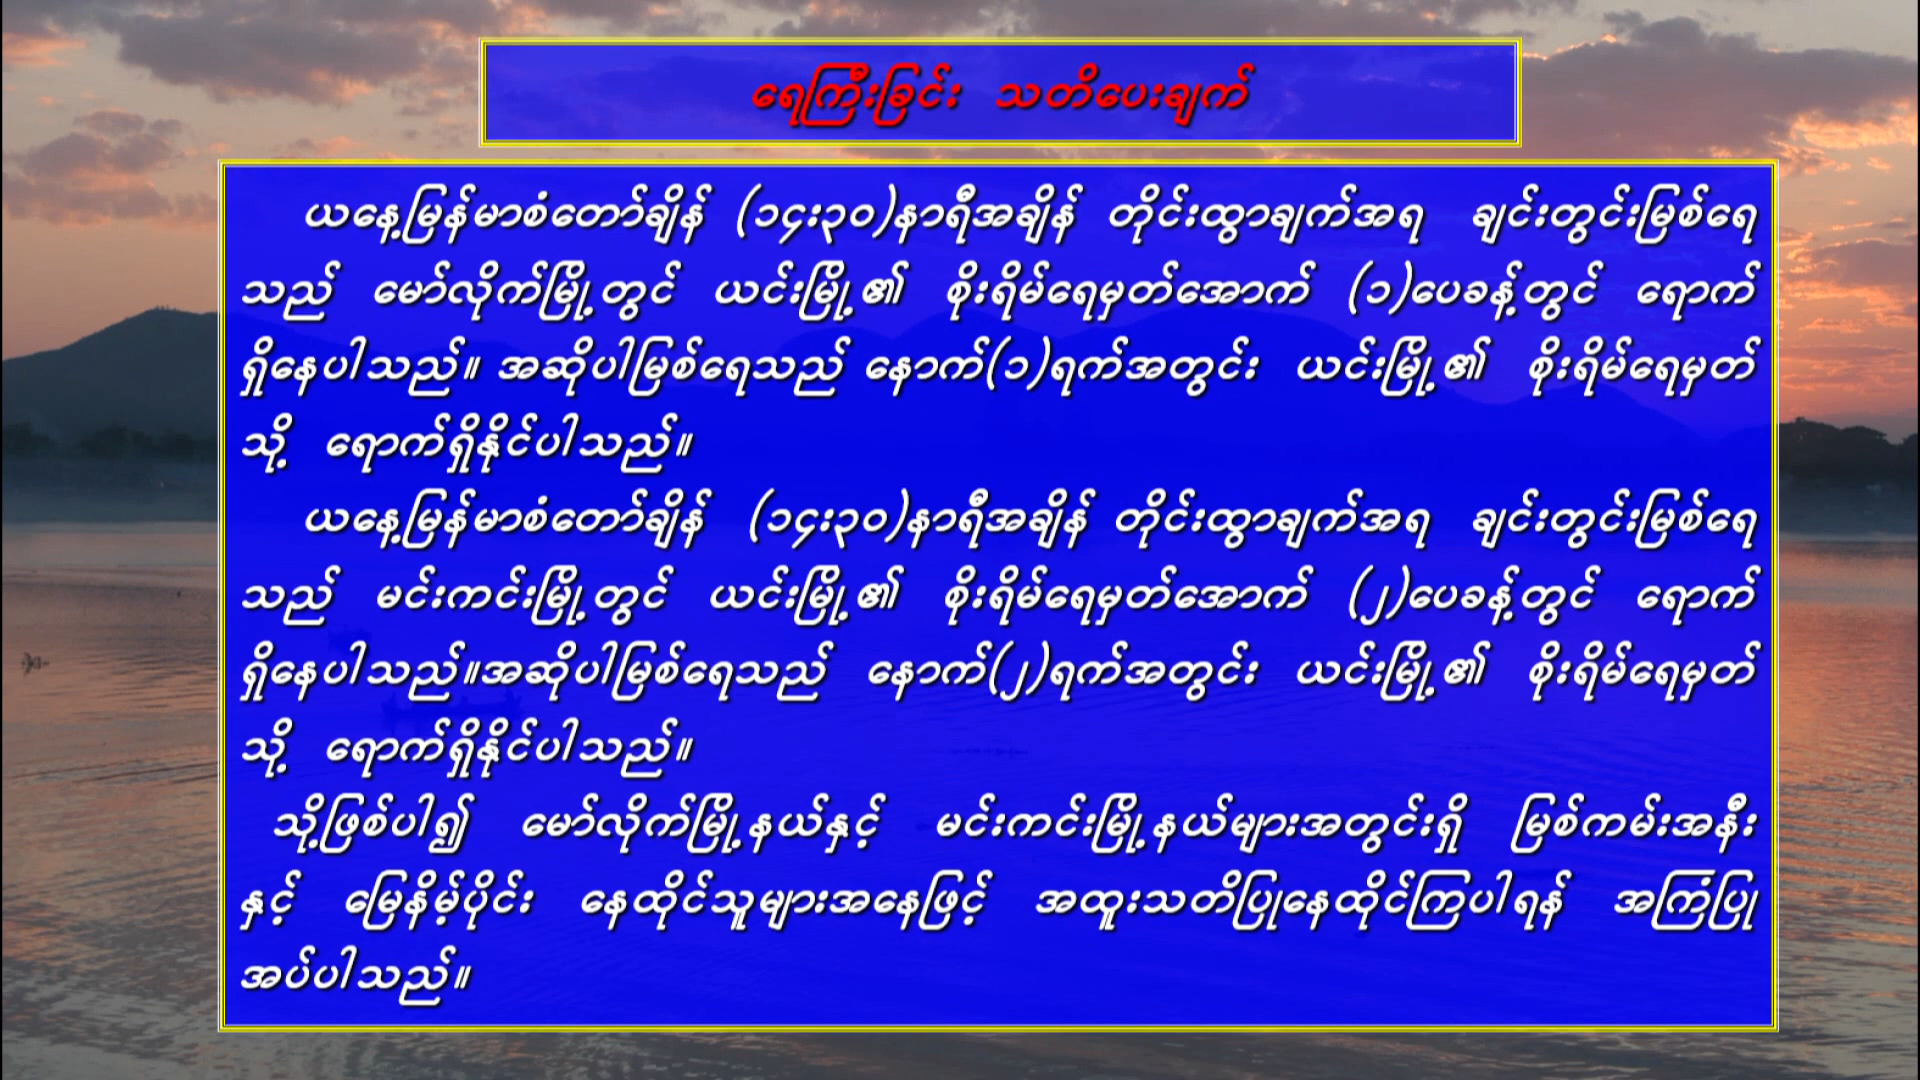 ရေကြီးခြင်း သတိပေးချက်
ယနေ့မြန်မာစံတော်ချိန် (၁၄း၃၀)နာရီအချိန် တိုင်းထွာချက်အရ ချင်းတွင်းမြစ်ရေ
သည် မော်လိုက်မြို့တွင် ယင်းမြို့၏ စိုးရိမ်ရေမှတ်အောက် (၁)ပေခန့်တွင် ရောက်
ရှိနေပါသည်။ အဆိုပါမြစ်ရေသည် နောက်(၁)ရက်အတွင်း ယင်းမြို့၏ စိုးရိမ်ရေမှတ်
သို့ ရောက်ရှိနိုင်ပါသည်။
ယနေ့မြန်မာစံတော်ချိန် (၁၄း၃၀)နာရီအချိန် တိုင်းထွာချက်အရ ချင်းတွင်းမြစ်ရေ
သည် မင်းကင်းမြို့တွင် ယင်းမြို့၏ စိုးရိမ်ရေမှတ်အောက် (၂)ပေခန့်တွင် ရောက်
ရှိနေပါသည်။အဆိုပါမြစ်ရေသည် နောက်(၂)ရက်အတွင်း ယင်းမြို့၏ စိုးရိမ်ရေမှတ်
သို့ ရောက်ရှိနိုင်ပါသည်။
သို့ဖြစ်ပါ၍ မော်လိုက်မြို့နယ်နှင့် မင်းကင်းမြို့နယ်များအတွင်းရှိ မြစ်ကမ်းအနီး
နှင့် မြေနိမ့်ပိုင်း နေထိုင်သူများအနေဖြင့် အထူးသတိပြုနေထိုင်ကြပါရန် အကြံပြု
အပ်ပါသည်။